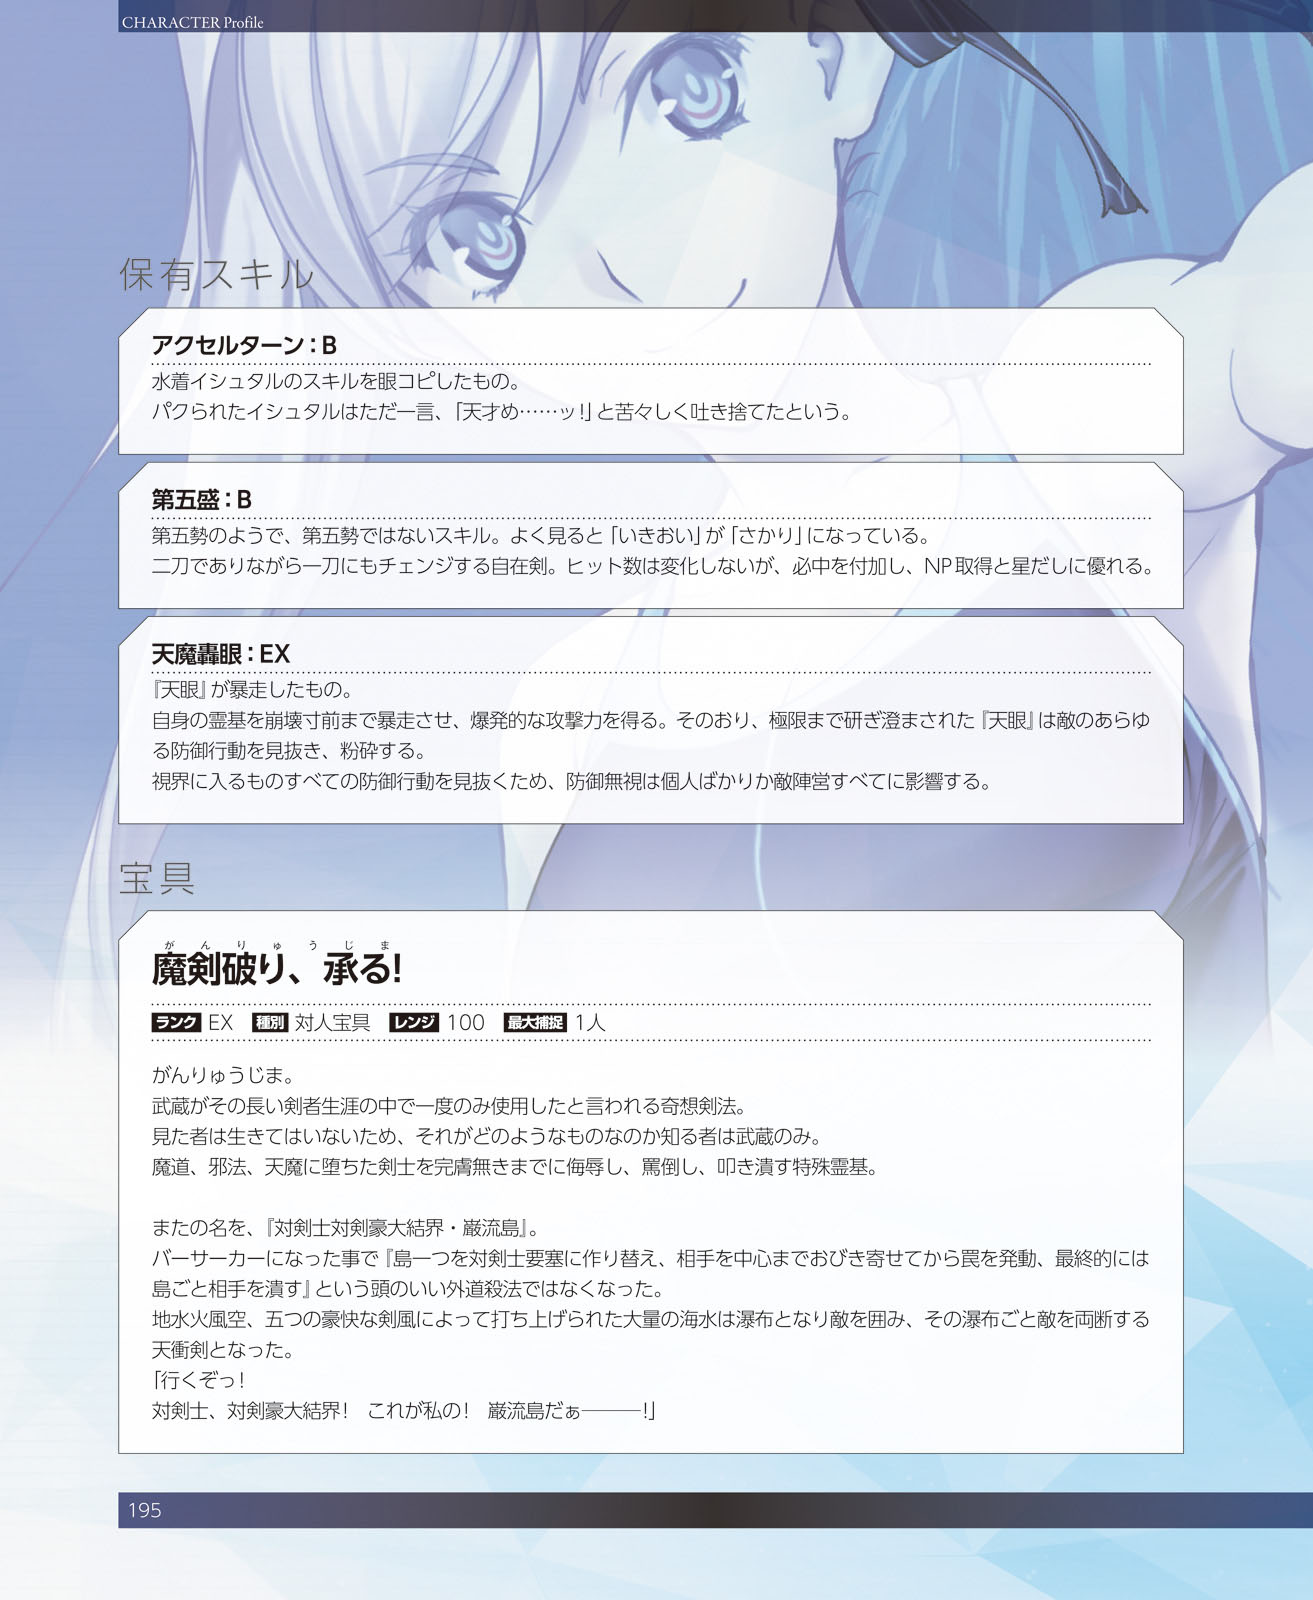 CHARACTER Profile
保有スキル
アクセルターン：B
水着イシュタルのスキルを眼コピしたもの。
パクられたイシュタルはただ一言、「天才め……ッ！」と苦々しく吐き捨てたという。
第五盛：B
第五勢のようで、第五勢ではないスキル。よく見ると「いきおい」が「さかり」になっている。
二刀でありながら一刀にもチェンジする自在剣。ヒット数は変化しないが、必中を付加し、NP取得と星だしに優れる。
天魔轟眼：EX
『天眼』が暴走したもの。
自身の霊基を崩壊寸前まで暴走させ、爆発的な攻撃力を得る。そのおり、極限まで研ぎ澄まされた『天眼』は敵のあらゆ
る防御行動を見抜き、粉砕する。
視界に入るものすべての防御行動を見抜くため、防御無視は個人ばかりか敵陣営すべてに影響する。
宝具
がんりゅうじま
魔剣破り、承る！
ランク EX 種別 対人宝具 レンジ 100 最大捕捉 1人
がんりゅうじま。
武蔵がその長い剣者生涯の中で一度のみ使用したと言われる奇想剣法。
見た者は生きてはいないため、それがどのようなものなのか知る者は武蔵のみ。
魔道、邪法、天魔に堕ちた剣士を完膚無きまでに侮辱し、罵倒し、叩き潰す特殊霊基。
またの名を、『対剣士対剣豪大結界・巌流島』。
バーサーカーになった事で『島一つを対剣士要塞に作り替え、相手を中心までおびき寄せてから罠を発動、最終的には
島ごと相手を潰す』という頭のいい外道殺法ではなくなった。
地水火風空、五つの豪快な剣風によって打ち上げられた大量の海水は瀑布となり敵を囲み、その瀑布ごと敵を両断する
天衝剣となった。
「行くぞっ！
対剣士、対剣豪大結界！　これが私の！　巌流島だぁ―――！」
195